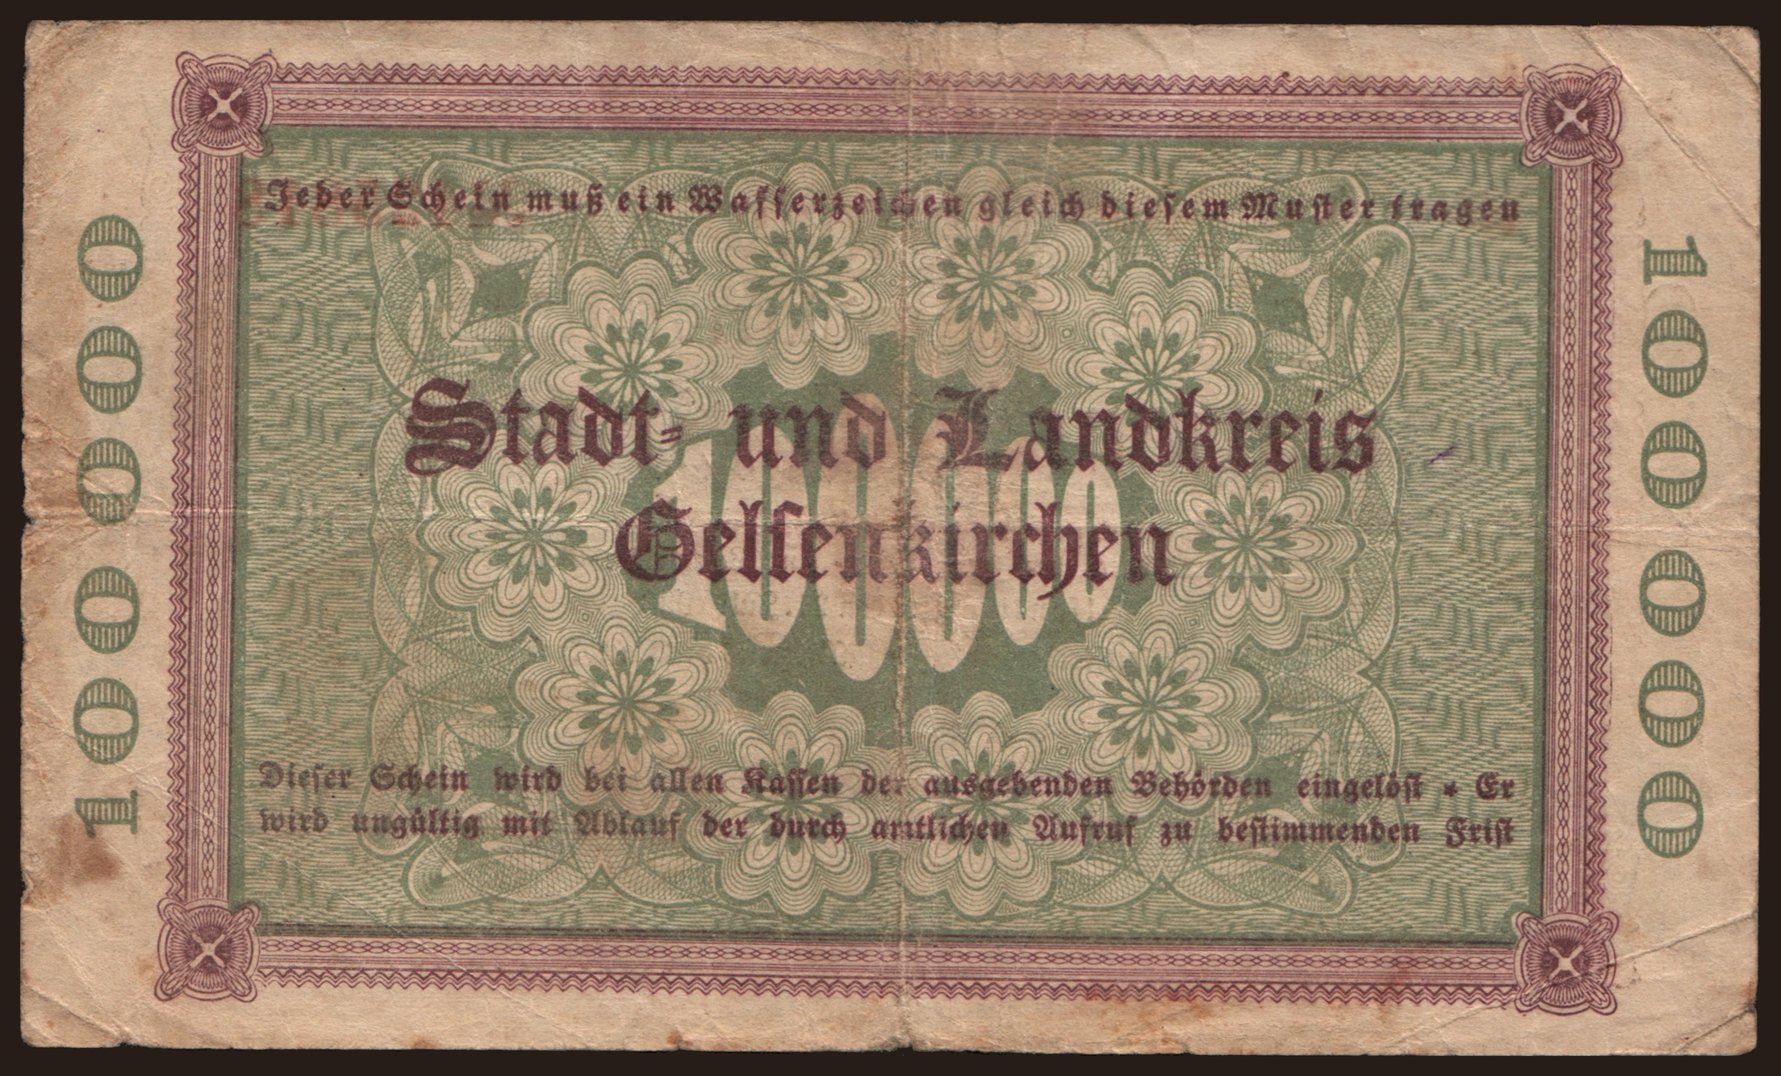 Jeder Schein muß ein Wasserzeichen gleich diesem Muster tragen
100000
100000
Stadt- und Landkreis
100000
Gelsenkirchen
Dieser Schein wird bei allen Kassen der ausgebenden Behörden eingelöst * Er
wird ungültig mit Ablauf der durch amtlichen Aufruf zu bestimmenden Frist